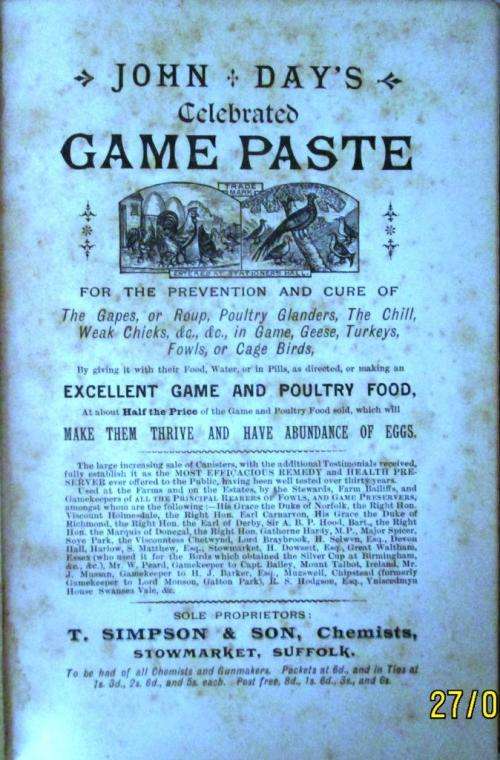 JOHN DAY'S
Celebrated
GAME PASTE
TRADE
MARK
ENTERED AT STATIONERS HALL.
FOR THE PREVENTION AND CURE OF
The Gapes, or Roup, Poultry Glanders, The Chill,
Weak Chicks, &c., &c., in Game, Geese, Turkeys,
Fowls, or Cage Birds,
By giving it with their Food, Water, or in Pills, as directed, or making an
EXCELLENT GAME AND POULTRY FOOD,
At about Half the Price of the Game and Poultry Food sold, which will
MAKE THEM THRIVE AND HAVE ABUNDANCE OF EGGS.
The large increasing sale of Canisters, with the additional Testimonials received,
fully establish it as the MOST EFFICACIOUS REMEDY and HEALTH PRE-
SERVER ever offered to the Public, having been well tested over thirty years.
Used at the Farms and on the Estates, by the Stewards, Farm Bailiffs, and
Gamekeepers of ALL THE PRINCIPAL REARERS OF FOWLS, AND GAME PRESERVERS,
amongst whom are the following:—His Grace the Duke of Norfolk, the Right Hon.
Viscount Holmesdale, the Right Hon. Earl Carnarvon, His Grace the Duke of
Richmond, the Right Hon. the Earl of Derby, Sir A. B. P. Hood, Bart., the Right
Hon. the Marquis of Donegal, the Right Hon. Gathorne Hardy, M.P., Major Spicer,
Spye Park, the Viscountess Chetwynd, Lord Braybrook, H. Selwyn, Esq., Devon
Hall, Harlow, S. Matthew, Esq., Stowmarket, H. Dowsett, Esq., Great Waltham,
Essex (who used it for the Birds which obtained the Silver Cup at Birmingham,
&c., &c.), Mr. W. Peard, Gamekeeper to Capt. Bailey, Mount Talbot, Ireland, Mr.
J. Mussan, Gamekeeper to H. J. Barker, Esq., Munswell, Chipstead (formerly
Gamekeeper to Lord Monson, Gatton Park), R. S. Hodgson, Esq.,
House Swansea Vale, &c.
SOLE PROPRIETORS:
T. SIMPSON & SON, Chemists,
STOWMARKET, SUFFOLK.
To be had of all Chemists and Gunmakers. Packets at 6d., and in Tins at
1s. 3d., 2s. 6d., and 5s. each. Post free, 8d., 1s. 6d., 3s., and 6s.
27/0